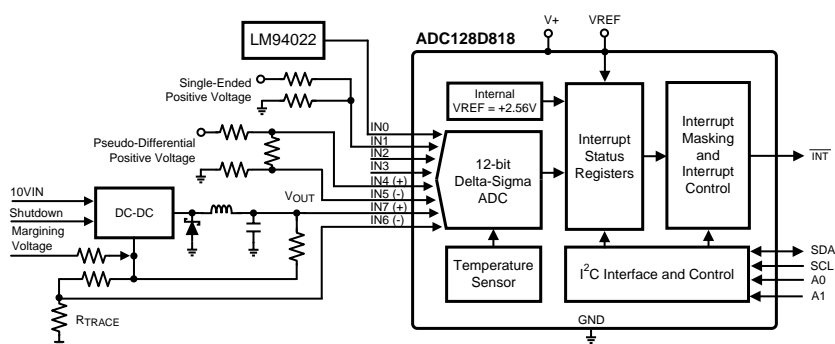 V+
VREF
LM94022
ADC128D818
Single-Ended
Positive Voltage
Internal
VREF = +2.56V
Interrupt
Status
Registers
Interrupt
Masking
and
Interrupt
Control
Pseudo-Differential
Positive Voltage
IN0
IN1
IN2
IN3
IN4 (+)
IN5 (-)
IN7 (+)
IN6 (-)
12-bit
Delta-Sigma
ADC
INT
10VIN
Shutdown
Margining
Voltage
DC-DC
VOUT
Temperature
Sensor
I²C Interface and Control
SDA
SCL
A0
A1
RTRACE
GND